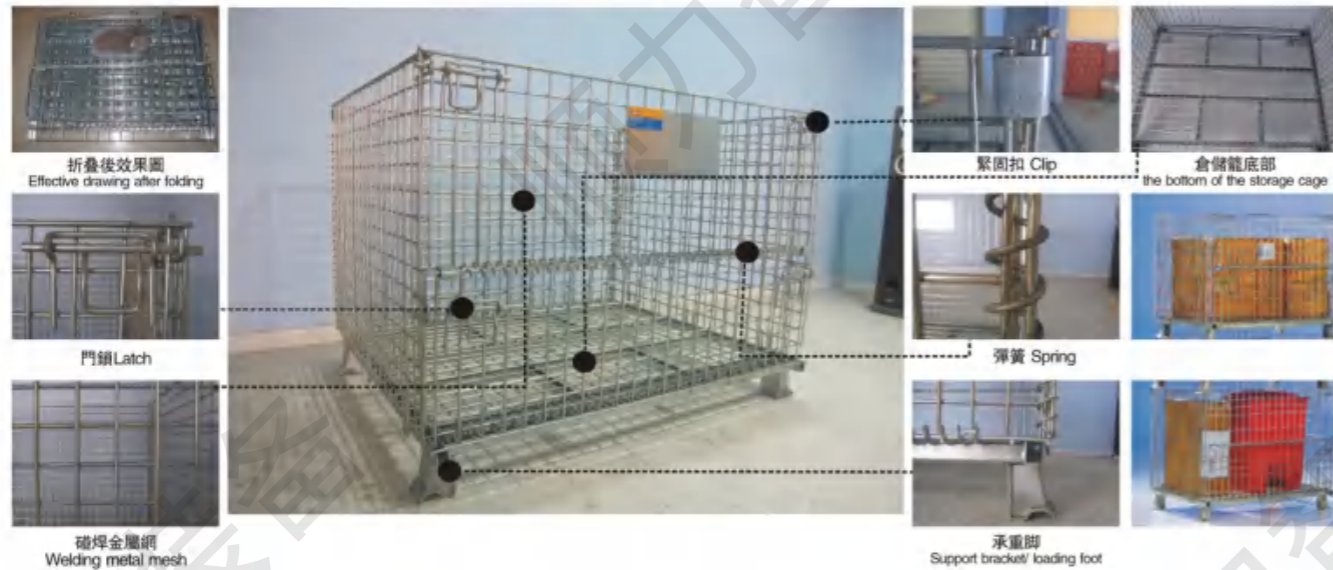 折叠後效果圖
Effective drawing after folding
門鎖Latch
碰焊金屬網
Welding metal mesh
緊固扣 Clip
倉儲籠底部
the bottom of the storage cage
彈簧 Spring
承重脚
Support bracket/ loading foot